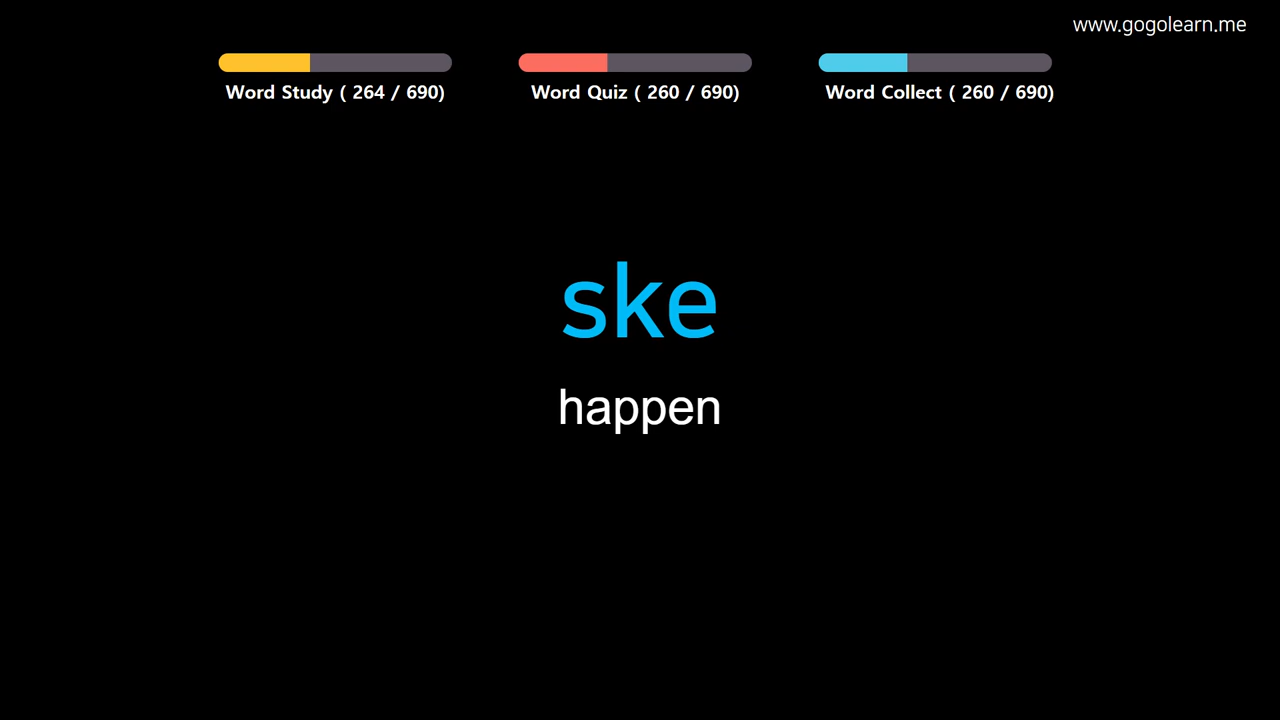 www.gogolearn.me
Word Study ( 264 / 690)
Word Quiz ( 260 / 690)
Word Collect ( 260 / 690)
ske
happen